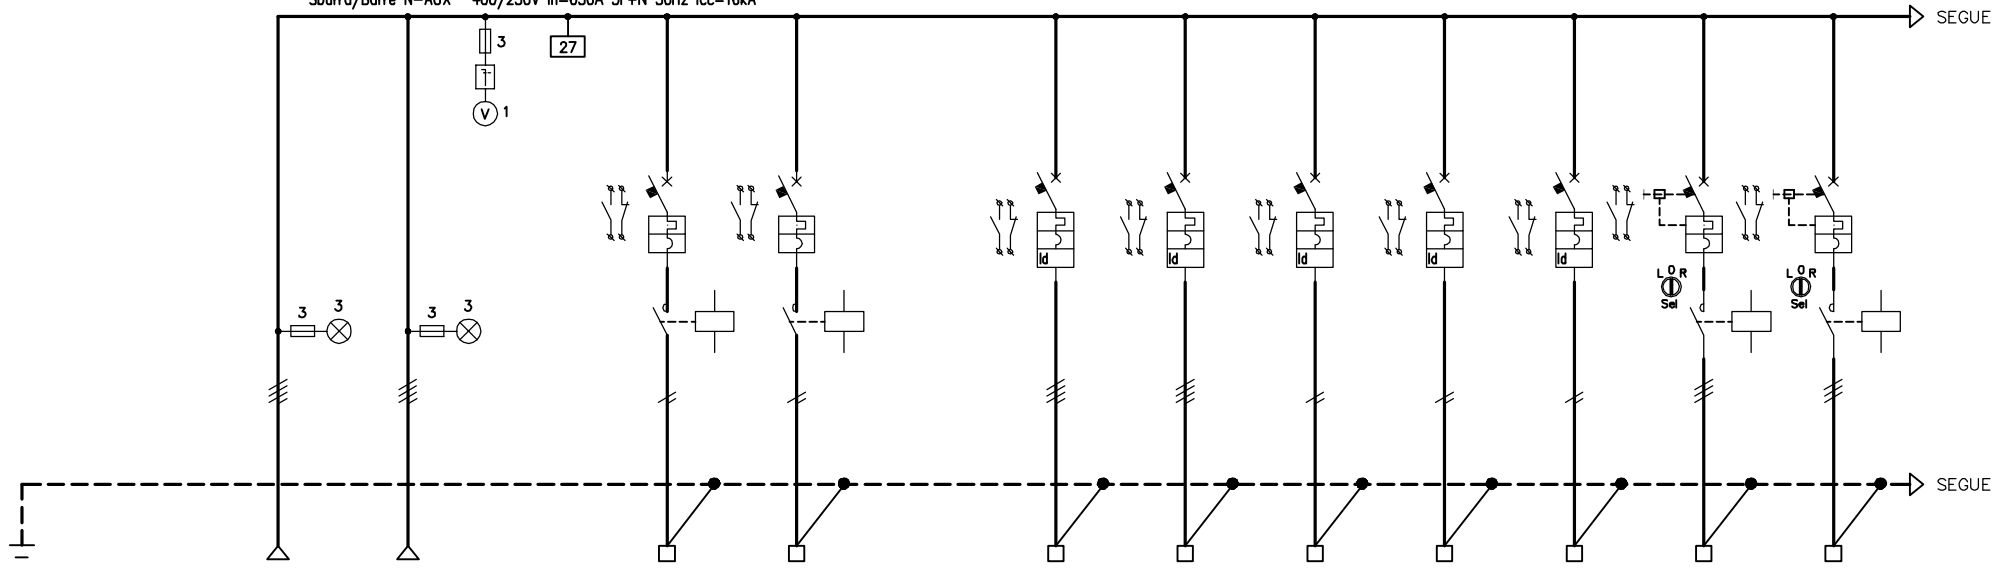 Sbarra/Barre N-AUX 400/230V In=630A 3F+N 50Hz Icc=10kA
SEGUE
3
27
V 1
L O R
Sel
L O R
Sel
Id
Id
Id
Id
Id
3 3
3 3
SEGUE